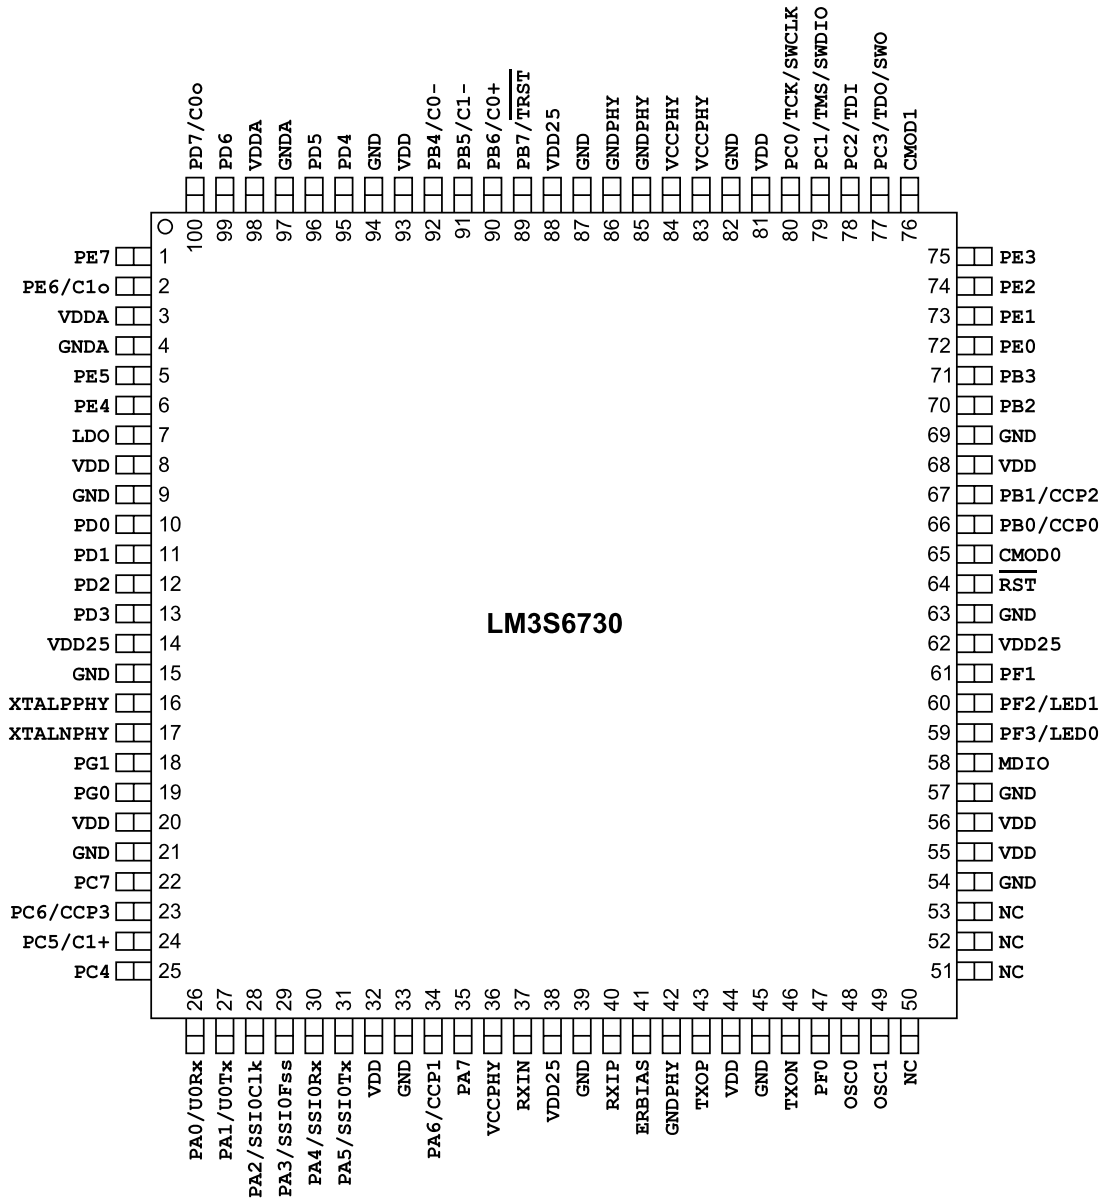 PD7/C0o
PD6
VDDA
GNDA
PD5
PD4
GND
VDD
PB4/C0-
PB5/C1-
PB6/C0+
PB7/TRST
VDD25
GND
GNDPHY
GNDPHY
VCCPHY
VCCPHY
GND
VDD
PC0/TCK/SWCLK
PC1/TMS/SWDIO
PC2/TDI
PC3/TDO/SWO
CMOD1
100
99
98
97
96
95
94
93
92
91
90
89
88
87
86
85
84
83
82
81
80
79
78
77
76
PE7 1
PE6/C1o 2
VDDA 3
GNDA 4
PE5 5
PE4 6
LDO 7
VDD 8
GND 9
PD0 10
PD1 11
PD2 12
PD3 13
VDD25 14
GND 15
XTALPPHY 16
XTALNPHY 17
PG1 18
PG0 19
VDD 20
GND 21
PC7 22
PC6/CCP3 23
PC5/C1+ 24
PC4 25
LM3S6730
75 PE3
74 PE2
73 PE1
72 PE0
71 PB3
70 PB2
69 GND
68 VDD
67 PB1/CCP2
66 PB0/CCP0
65 CMOD0
64 RST
63 GND
62 VDD25
61 PF1
60 PF2/LED1
59 PF3/LED0
58 MDIO
57 GND
56 VDD
55 VDD
54 GND
53 NC
52 NC
51 NC
26
27
28
29
30
31
32
33
34
35
36
37
38
39
40
41
42
43
44
45
46
47
48
49
50
PA0/U0Rx
PA1/U0Tx
PA2/SSI0Clk
PA3/SSI0Fss
PA4/SSI0Rx
PA5/SSI0Tx
VDD
GND
PA6/CCP1
PA7
VCCPHY
RXIN
VDD25
GND
RXIP
ERBIAS
GNDPHY
TXOP
VDD
GND
TXON
PF0
OSC0
OSC1
NC